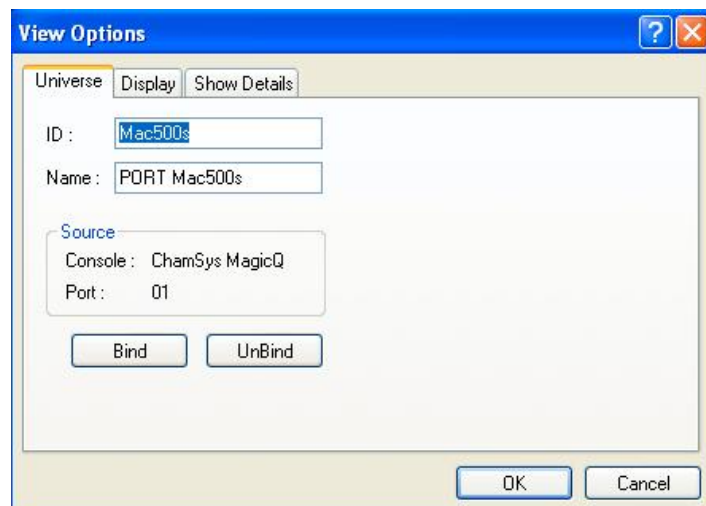 View Options
Universe Display Show Details
ID : Mac500s
Name : PORT Mac500s
Source
Console : ChamSys MagicQ
Port : 01
Bind UnBind
OK Cancel